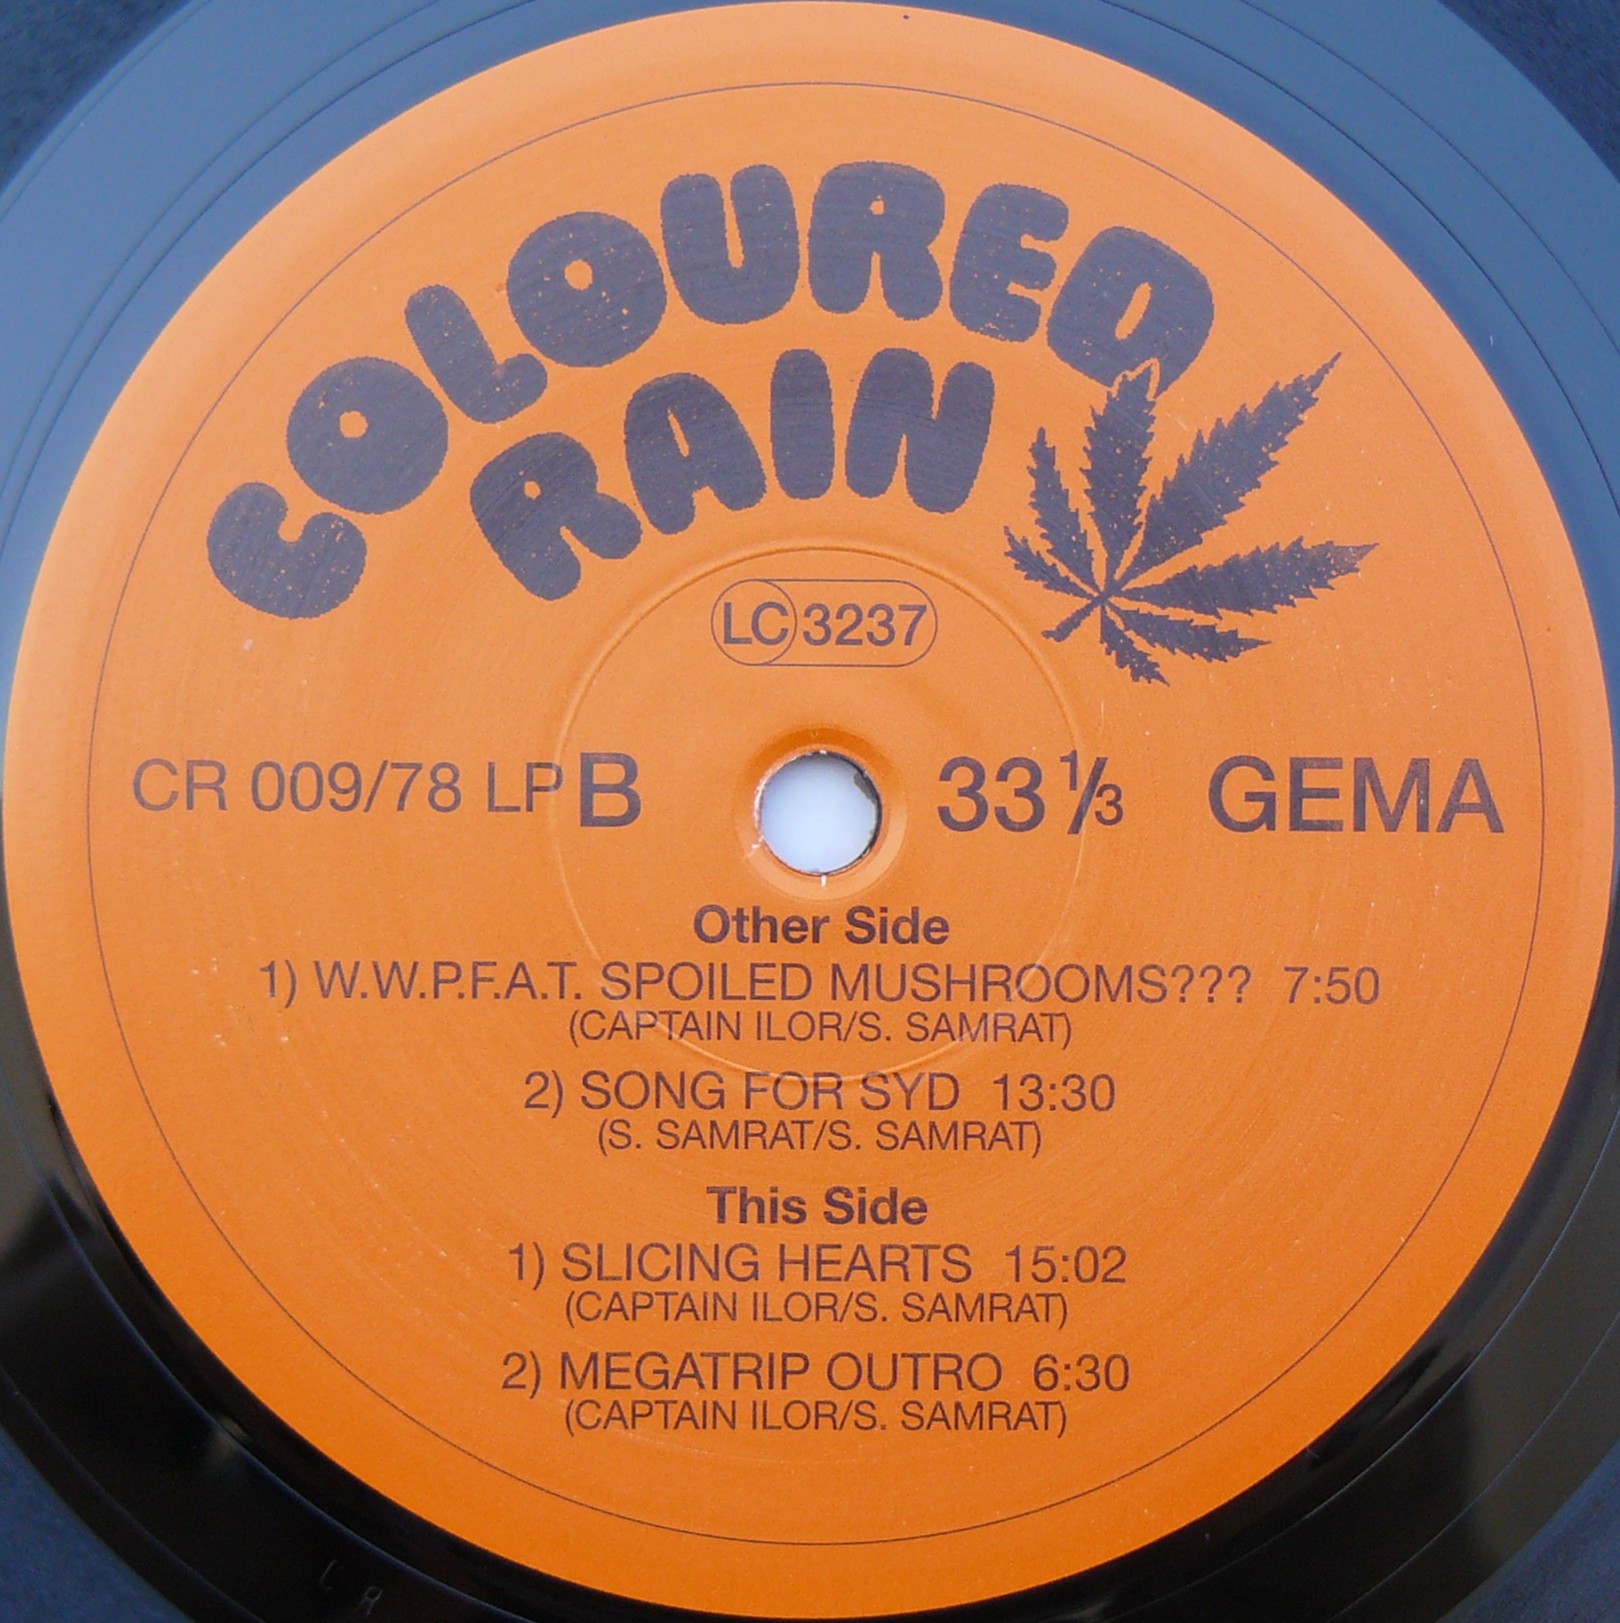 COLOURED
RAIN
LC 3237
CR 009/78 LP B 33 1/3 GEMA
Other Side
1) W.W.P.F.A.T. SPOILED MUSHROOMS??? 7:50
(CAPTAIN ILOR/S. SAMRAT)
2) SONG FOR SYD 13:30
(S. SAMRAT/S. SAMRAT)
This Side
1) SLICING HEARTS 15:02
(CAPTAIN ILOR/S. SAMRAT)
2) MEGATRIP OUTRO 6:30
(CAPTAIN ILOR/S. SAMRAT)